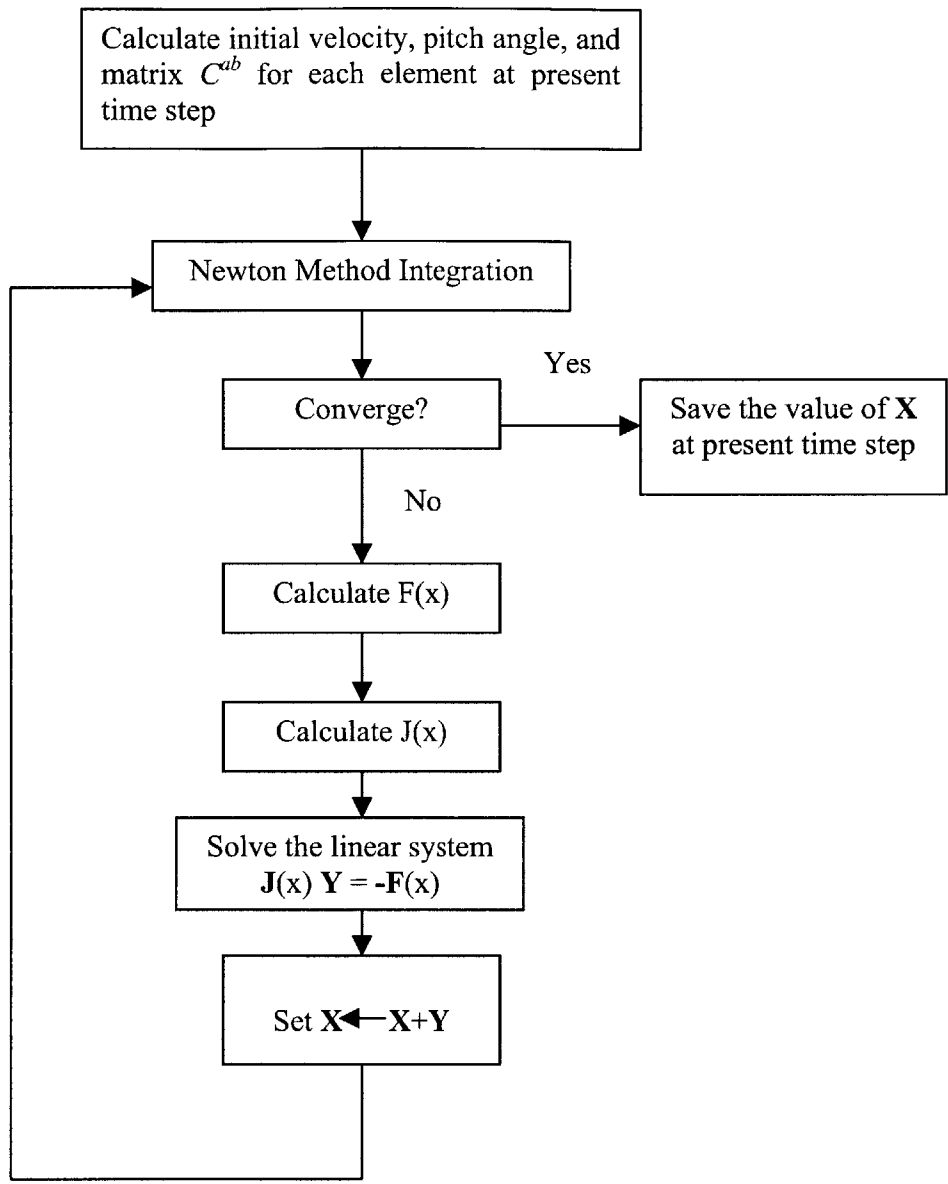 Calculate initial velocity, pitch angle, and
matrix C^ab for each element at present
time step
Newton Method Integration
Converge?
Yes
Save the value of X
at present time step
No
Calculate F(x)
Calculate J(x)
Solve the linear system
J(x) Y = -F(x)
Set X←X+Y